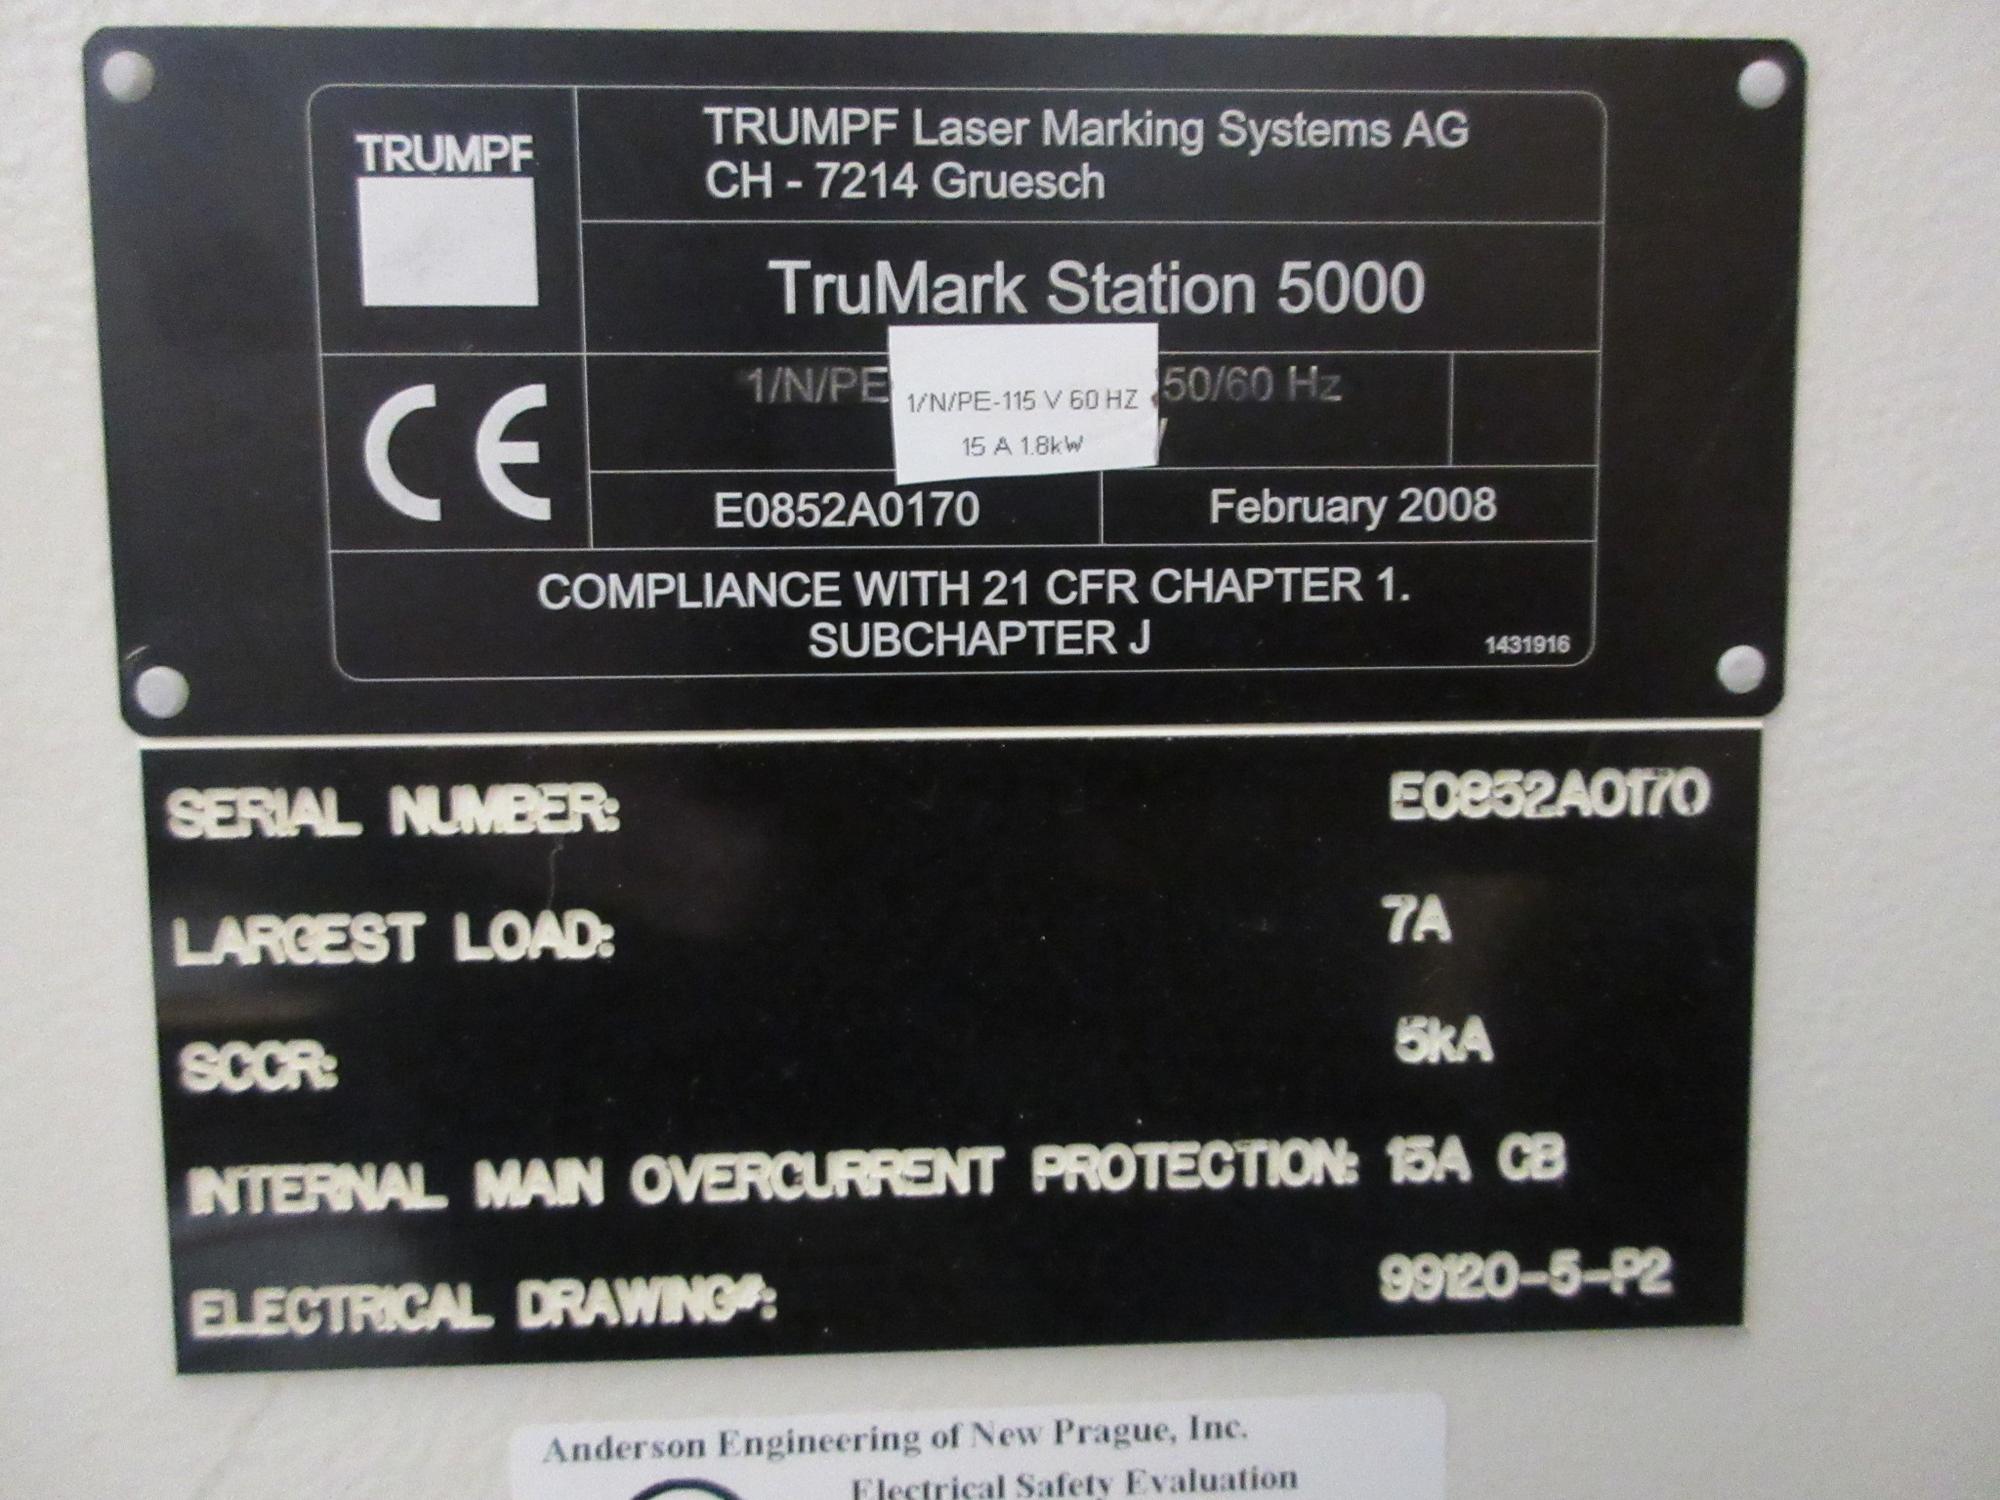 TRUMPF
TRUMPF Laser Marking Systems AG
CH - 7214 Gruesch
TruMark Station 5000
CE
1/N/PE
50/60 Hz
1/N/PE-115 V 60 HZ
15 A 1.8kW
E0852A0170
February 2008
COMPLIANCE WITH 21 CFR CHAPTER 1.
SUBCHAPTER J
1431916
SERIAL NUMBER: E0852A0170
LARGEST LOAD: 7A
SCCR: 5kA
INTERNAL MAIN OVERCURRENT PROTECTION: 15A CB
ELECTRICAL DRAWING#: 99120-5-P2
Anderson Engineering of New Prague, Inc.
Electrical Safety Evaluation